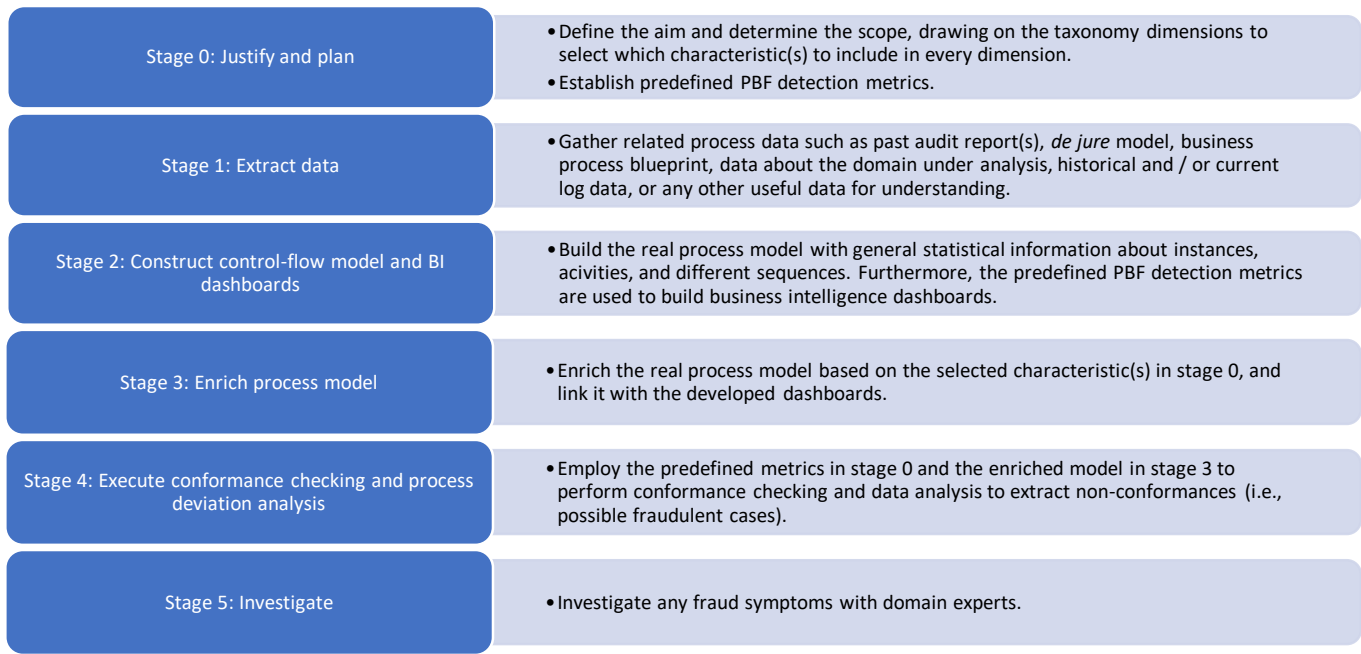 Stage 0: Justify and plan
•Define the aim and determine the scope, drawing on the taxonomy dimensions to
select which characteristic(s) to include in every dimension.
•Establish predefined PBF detection metrics.
Stage 1: Extract data
•Gather related process data such as past audit report(s), de jure model, business
process blueprint, data about the domain under analysis, historical and / or current
log data, or any other useful data for understanding.
Stage 2: Construct control-flow model and BI
dashboards
•Build the real process model with general statistical information about instances,
acivities, and different sequences. Furthermore, the predefined PBF detection metrics
are used to build business intelligence dashboards.
Stage 3: Enrich process model
•Enrich the real process model based on the selected characteristic(s) in stage 0, and
link it with the developed dashboards.
Stage 4: Execute conformance checking and process
deviation analysis
•Employ the predefined metrics in stage 0 and the enriched model in stage 3 to
perform conformance checking and data analysis to extract non-conformances (i.e.,
possible fraudulent cases).
Stage 5: Investigate
•Investigate any fraud symptoms with domain experts.